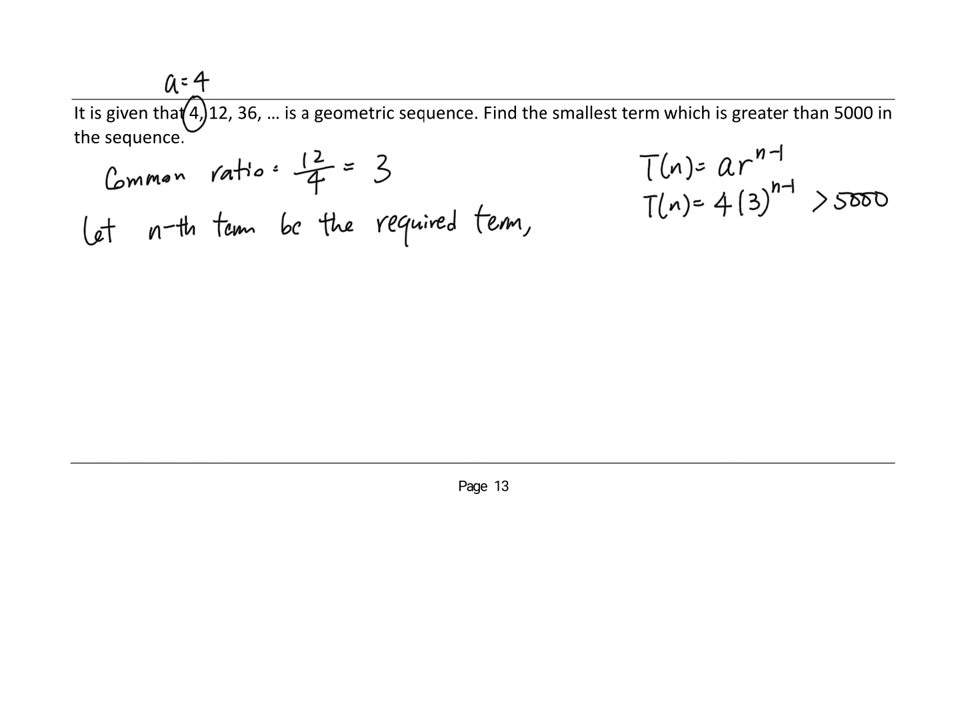 a=4
It is given that 4, 12, 36, … is a geometric sequence. Find the smallest term which is greater than 5000 in
the sequence.
Common ratio = 12/4 = 3
T(n) = ar^(n-1)
T(n) = 4(3)^(n-1) > 5000
Let n-th term be the required term,
Page 13